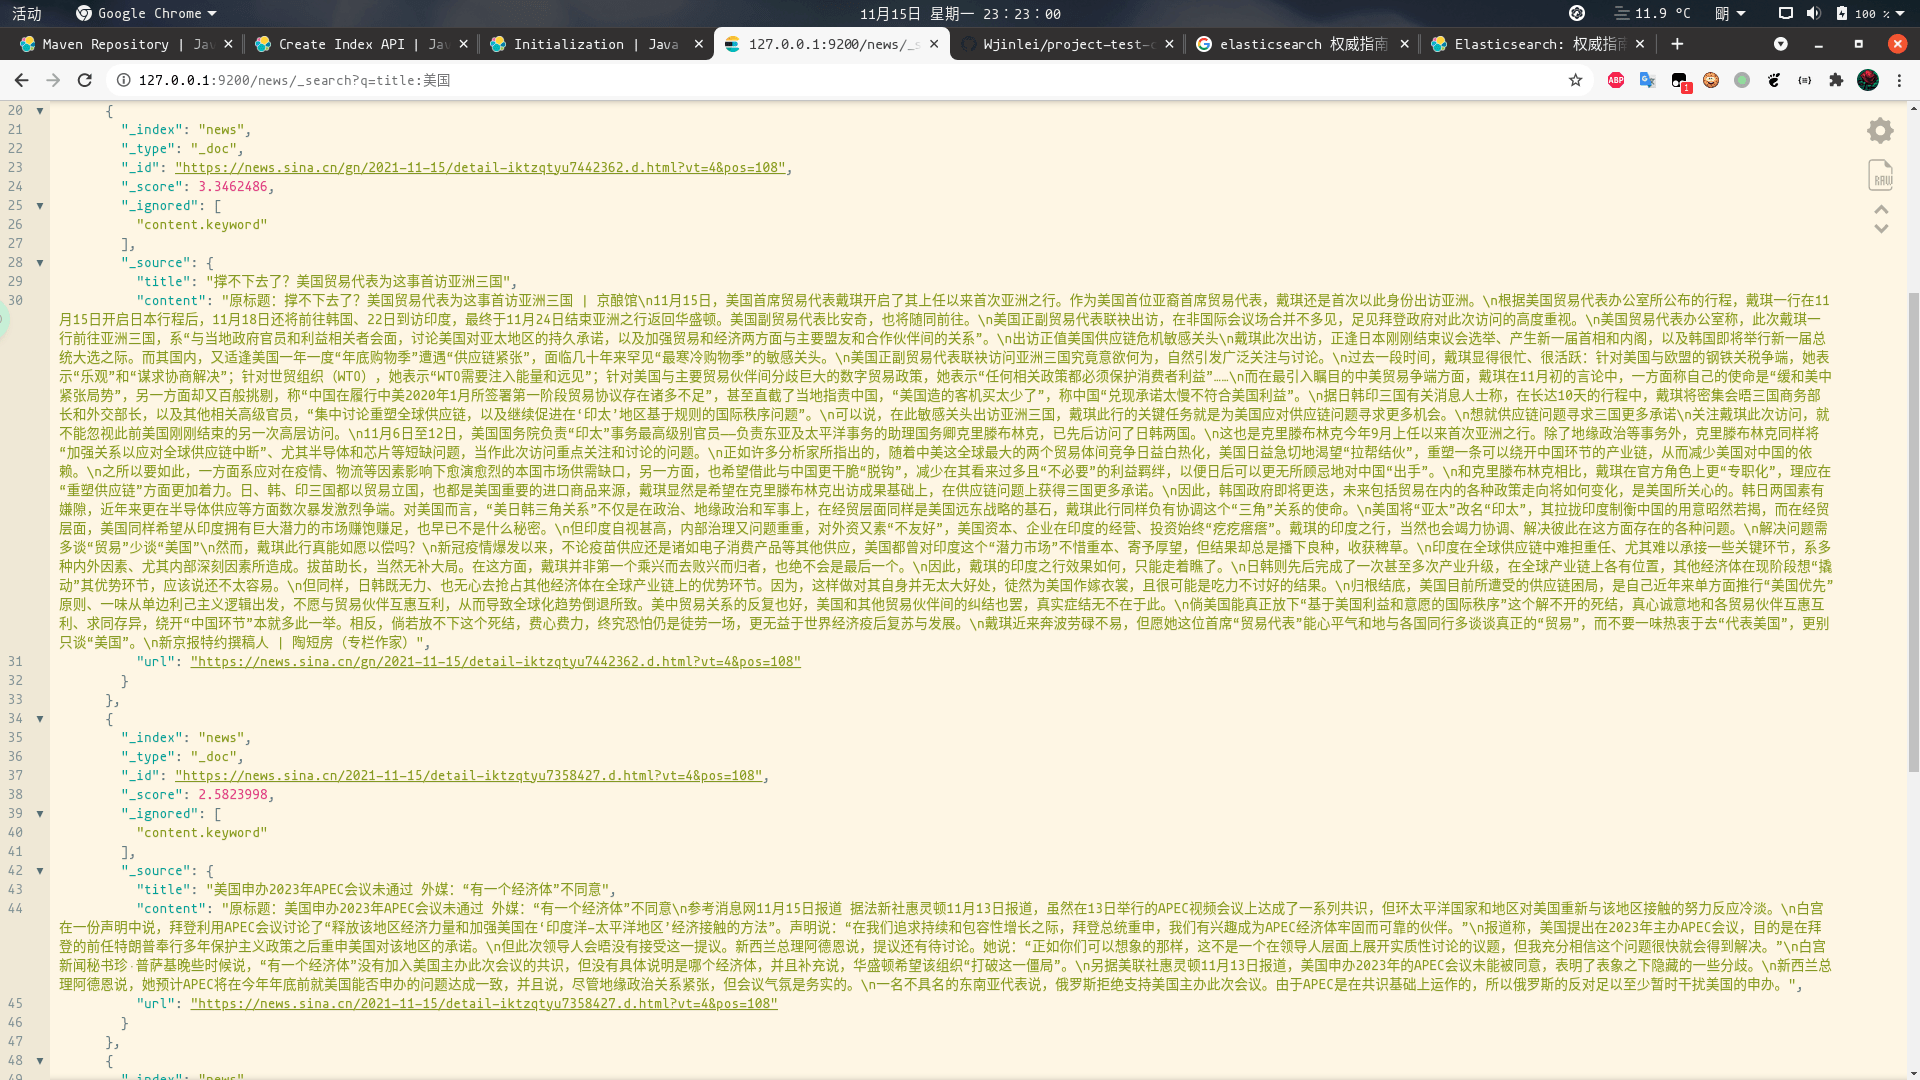 活动
Google Chrome
11月15日 星期一 23:23:00
11.9 °C
100 %
Maven Repository | Jav
Create Index API | Jav
Initialization | Java
127.0.0.1:9200/news/_s
Wjinlei/project-test-c
elasticsearch 权威指南
Elasticsearch: 权威指南
127.0.0.1:9200/news/_search?q=title:美国
ABP
1
RAW
20 {
21 "_index": "news",
22 "_type": "_doc",
23 "_id": "https://news.sina.cn/gn/2021-11-15/detail-iktzqtyu7442362.d.html?vt=4&pos=108",
24 "_score": 3.3462486,
25 "_ignored": [
26 "content.keyword"
27 ],
28 "_source": {
29 "title": "撑不下去了？美国贸易代表为这事首访亚洲三国",
30 "content": "原标题：撑不下去了？美国贸易代表为这事首访亚洲三国 | 京酿馆\n11月15日，美国首席贸易代表戴琪开启了其上任以来首次亚洲之行。作为美国首位亚裔首席贸易代表，戴琪还是首次以此身份出访亚洲。\n根据美国贸易代表办公室所公布的行程，戴琪一行在11
月15日开启日本行程后，11月18日还将前往韩国、22日到访印度，最终于11月24日结束亚洲之行返回华盛顿。美国副贸易代表比安奇，也将随同前往。\n美国正副贸易代表联袂出访，在非国际会议场合并不多见，足见拜登政府对此次访问的高度重视。\n美国贸易代表办公室称，此次戴琪一
行前往亚洲三国，系“与当地政府官员和利益相关者会面，讨论美国对亚太地区的持久承诺，以及加强贸易和经济两方面与主要盟友和合作伙伴间的关系”。\n出访正值美国供应链危机敏感关头\n戴琪此次出访，正逢日本刚刚结束议会选举、产生新一届首相和内阁，以及韩国即将举行新一届总
统大选之际。而其国内，又适逢美国一年一度“年底购物季”遭遇“供应链紧张”，面临几十年来罕见“最寒冷购物季”的敏感关头。\n美国正副贸易代表联袂访问亚洲三国究竟意欲何为，自然引发广泛关注与讨论。\n过去一段时间，戴琪显得很忙、很活跃：针对美国与欧盟的钢铁关税争端，她表
示“乐观”和“谋求协商解决”；针对世贸组织（WTO），她表示“WTO需要注入能量和远见”；针对美国与主要贸易伙伴间分歧巨大的数字贸易政策，她表示“任何相关政策都必须保护消费者利益”……\n而在最引人瞩目的中美贸易争端方面，戴琪在11月初的言论中，一方面称自己的使命是“缓和美中
紧张局势”，另一方面却又百般挑剔，称“中国在履行中美2020年1月所签署第一阶段贸易协议存在诸多不足”，甚至直截了当地指责中国，“美国造的客机买太少了”，称中国“兑现承诺太慢不符合美国利益”。\n据日韩印三国有关消息人士称，在长达10天的行程中，戴琪将密集会晤三国商务部
长和外交部长，以及其他相关高级官员，“集中讨论重塑全球供应链，以及继续促进在‘印太’地区基于规则的国际秩序问题”。\n可以说，在此敏感关头出访亚洲三国，戴琪此行的关键任务就是为美国应对供应链问题寻求更多机会。\n想就供应链问题寻求三国更多承诺\n关注戴琪此次访问，就
不能忽视此前美国刚刚结束的另一次高层访问。\n11月6日至12日，美国国务院负责“印太”事务最高级别官员——负责东亚及太平洋事务的助理国务卿克里滕布林克，已先后访问了日韩两国。\n这也是克里滕布林克今年9月上任以来首次亚洲之行。除了地缘政治等事务外，克里滕布林克同样将
“加强关系以应对全球供应链中断”、尤其半导体和芯片等短缺问题，当作此次访问重点关注和讨论的问题。\n正如许多分析家所指出的，随着中美这全球最大的两个贸易体间竞争日益白热化，美国日益急切地渴望“拉帮结伙”，重塑一条可以绕开中国环节的产业链，从而减少美国对中国的依
赖。\n之所以要如此，一方面系应对在疫情、物流等因素影响下愈演愈烈的本国市场供需缺口，另一方面，也希望借此与中国更干脆“脱钩”，减少在其看来过多且“不必要”的利益羁绊，以便日后可以更无所顾忌地对中国“出手”。\n和克里滕布林克相比，戴琪在官方角色上更“专职化”，理应在
“重塑供应链”方面更加着力。日、韩、印三国都以贸易立国，也都是美国重要的进口商品来源，戴琪显然是希望在克里滕布林克出访成果基础上，在供应链问题上获得三国更多承诺。\n因此，韩国政府即将更迭，未来包括贸易在内的各种政策走向将如何变化，是美国所关心的。韩日两国素有
嫌隙，近年来更在半导体供应等方面数次暴发激烈争端。对美国而言，“美日韩三角关系”不仅是在政治、地缘政治和军事上，在经贸层面同样是美国远东战略的基石，戴琪此行同样负有协调这个“三角”关系的使命。\n美国将“亚太”改名“印太”，其拉拢印度制衡中国的用意昭然若揭，而在经贸
层面，美国同样希望从印度拥有巨大潜力的市场赚饱赚足，也早已不是什么秘密。\n但印度自视甚高，内部治理又问题重重，对外资又素“不友好”，美国资本、企业在印度的经营、投资始终“疙疙瘩瘩”。戴琪的印度之行，当然也会竭力协调、解决彼此在这方面存在的各种问题。\n解决问题需
多谈“贸易”少谈“美国”\n然而，戴琪此行真能如愿以偿吗？\n新冠疫情爆发以来，不论疫苗供应还是诸如电子消费产品等其他供应，美国都曾对印度这个“潜力市场”不惜重本、寄予厚望，但结果却总是播下良种，收获稗草。\n印度在全球供应链中难担重任、尤其难以承接一些关键环节，系多
种内外因素、尤其内部深刻因素所造成。拔苗助长，当然无补大局。在这方面，戴琪并非第一个乘兴而去败兴而归者，也绝不会是最后一个。\n因此，戴琪的印度之行效果如何，只能走着瞧了。\n日韩则先后完成了一次甚至多次产业升级，在全球产业链上各有位置，其他经济体在现阶段想“撬
动”其优势环节，应该说还不太容易。\n但同样，日韩既无力、也无心去抢占其他经济体在全球产业链上的优势环节。因为，这样做对其自身并无太大好处，徒然为美国作嫁衣裳，且很可能是吃力不讨好的结果。\n归根结底，美国目前所遭受的供应链困局，是自己近年来单方面推行“美国优先”
原则、一味从单边利己主义逻辑出发，不愿与贸易伙伴互惠互利，从而导致全球化趋势倒退所致。美中贸易关系的反复也好，美国和其他贸易伙伴间的纠结也罢，真实症结无不在于此。\n倘美国能真正放下“基于美国利益和意愿的国际秩序”这个解不开的死结，真心诚意地和各贸易伙伴互惠互
利、求同存异，绕开“中国环节”本就多此一举。相反，倘若放不下这个死结，费心费力，终究恐怕仍是徒劳一场，更无益于世界经济疫后复苏与发展。\n戴琪近来奔波劳碌不易，但愿她这位首席“贸易代表”能心平气和地与各国同行多谈谈真正的“贸易”，而不要一味热衷于去“代表美国”，更别
只谈“美国”。\n新京报特约撰稿人 | 陶短房（专栏作家）",
31 "url": "https://news.sina.cn/gn/2021-11-15/detail-iktzqtyu7442362.d.html?vt=4&pos=108"
32 }
33 },
34 {
35 "_index": "news",
36 "_type": "_doc",
37 "_id": "https://news.sina.cn/2021-11-15/detail-iktzqtyu7358427.d.html?vt=4&pos=108",
38 "_score": 2.5823998,
39 "_ignored": [
40 "content.keyword"
41 ],
42 "_source": {
43 "title": "美国申办2023年APEC会议未通过 外媒：“有一个经济体”不同意",
44 "content": "原标题：美国申办2023年APEC会议未通过 外媒：“有一个经济体”不同意\n参考消息网11月15日报道 据法新社惠灵顿11月13日报道，虽然在13日举行的APEC视频会议上达成了一系列共识，但环太平洋国家和地区对美国重新与该地区接触的努力反应冷淡。\n白宫
在一份声明中说，拜登利用APEC会议讨论了“释放该地区经济力量和加强美国在‘印度洋-太平洋地区’经济接触的方法”。声明说：“在我们追求持续和包容性增长之际，拜登总统重申，我们有兴趣成为APEC经济体牢固而可靠的伙伴。”\n报道称，美国提出在2023年主办APEC会议，目的是在拜
登的前任特朗普奉行多年保护主义政策之后重申美国对该地区的承诺。\n但此次领导人会晤没有接受这一提议。新西兰总理阿德恩说，提议还有待讨论。她说：“正如你们可以想象的那样，这不是一个在领导人层面上展开实质性讨论的议题，但我充分相信这个问题很快就会得到解决。”\n白宫
新闻秘书珍·普萨基晚些时候说，“有一个经济体”没有加入美国主办此次会议的共识，但没有具体说明是哪个经济体，并且补充说，华盛顿希望该组织“打破这一僵局”。\n另据美联社惠灵顿11月13日报道，美国申办2023年的APEC会议未能被同意，表明了表象之下隐藏的一些分歧。\n新西兰总
理阿德恩说，她预计APEC将在今年年底前就美国能否申办的问题达成一致，并且说，尽管地缘政治关系紧张，但会议气氛是务实的。\n一名不具名的东南亚代表说，俄罗斯拒绝支持美国主办此次会议。由于APEC是在共识基础上运作的，所以俄罗斯的反对足以至少暂时干扰美国的申办。",
45 "url": "https://news.sina.cn/2021-11-15/detail-iktzqtyu7358427.d.html?vt=4&pos=108"
46 }
47 },
48 {
49 "_index": "news"